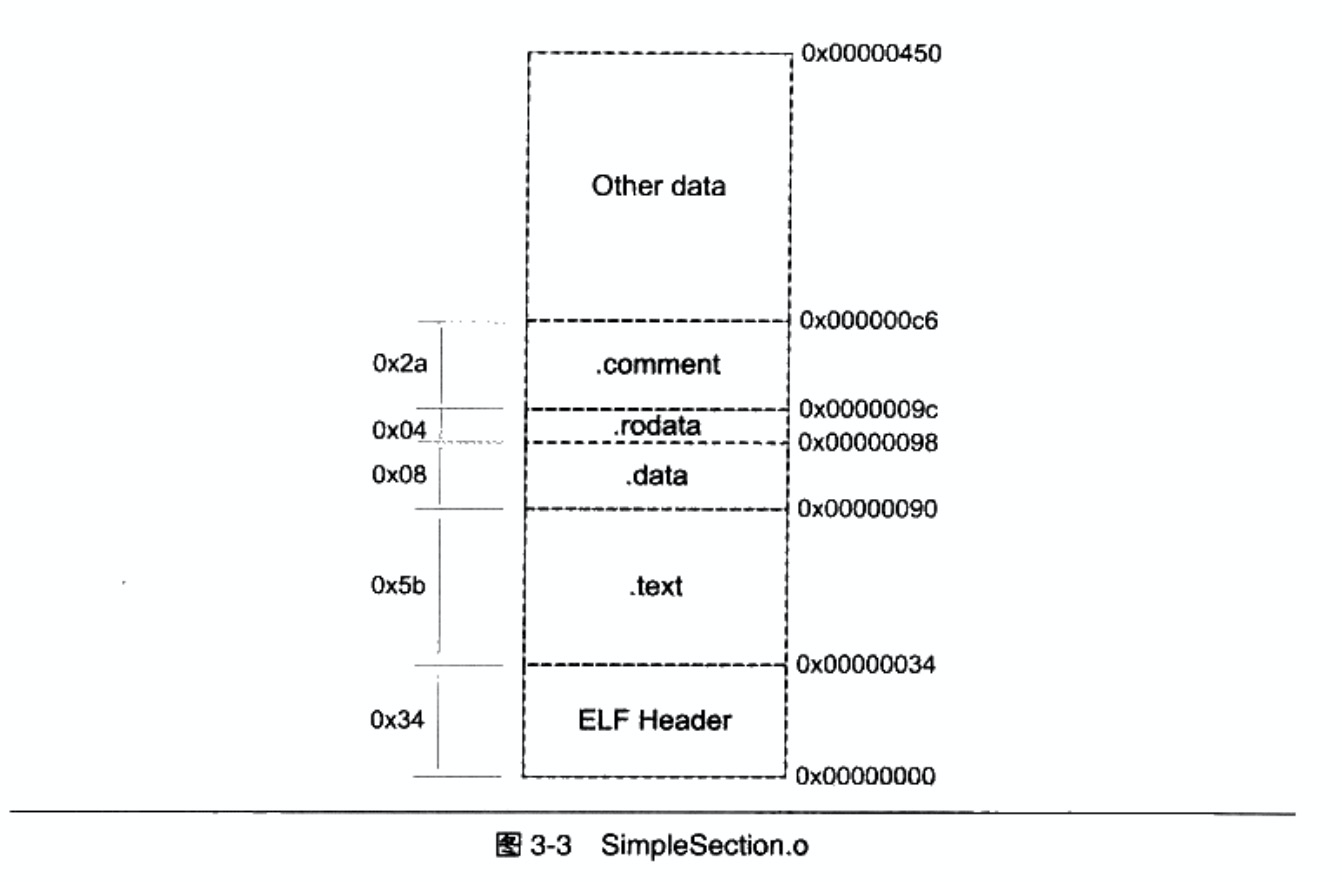 0x00000450
Other data
0x000000c6
0x2a
.comment
0x0000009c
0x04
.rodata
0x00000098
0x08
.data
0x00000090
0x5b
.text
0x00000034
0x34
ELF Header
0x00000000
图 3-3 SimpleSection.o